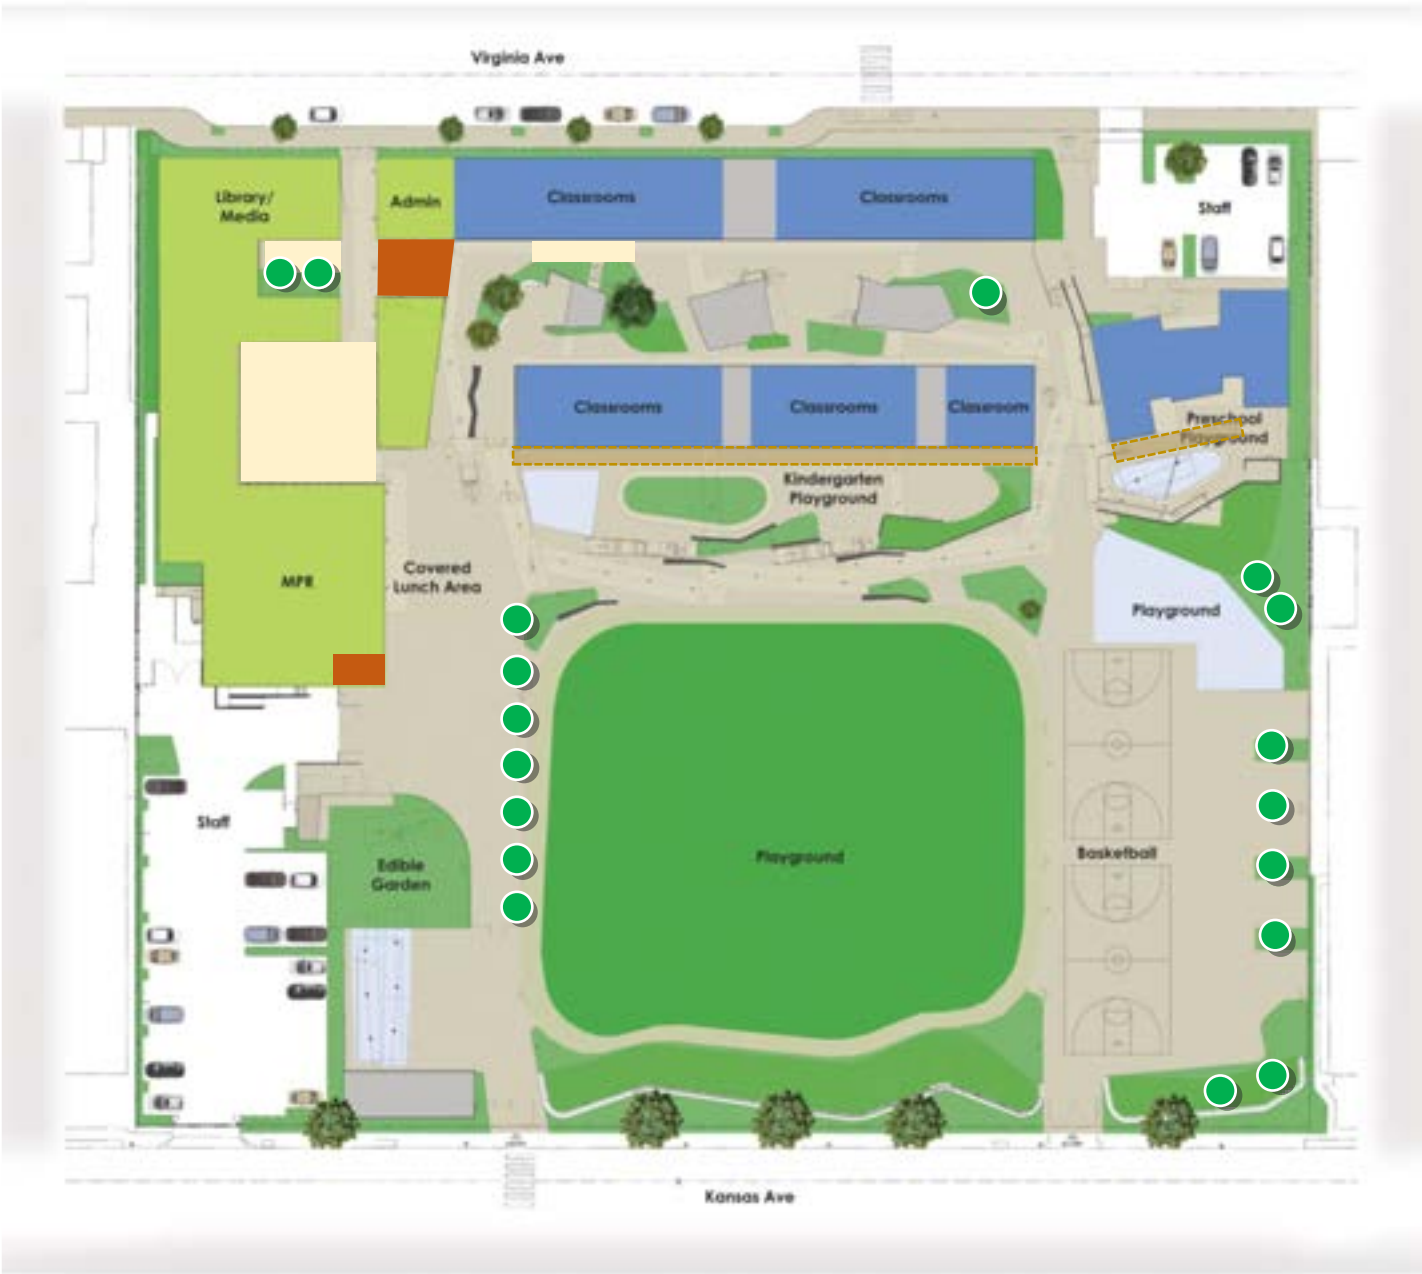 Virginia Ave
Library/
Media
Admin
Classrooms
Classrooms
Staff
Classrooms
Classrooms
Classroom
Preschool
Playground
Kindergarten
Playground
Covered
Lunch Area
MPR
Playground
Staff
Edible
Garden
Playground
Basketball
Kansas Ave